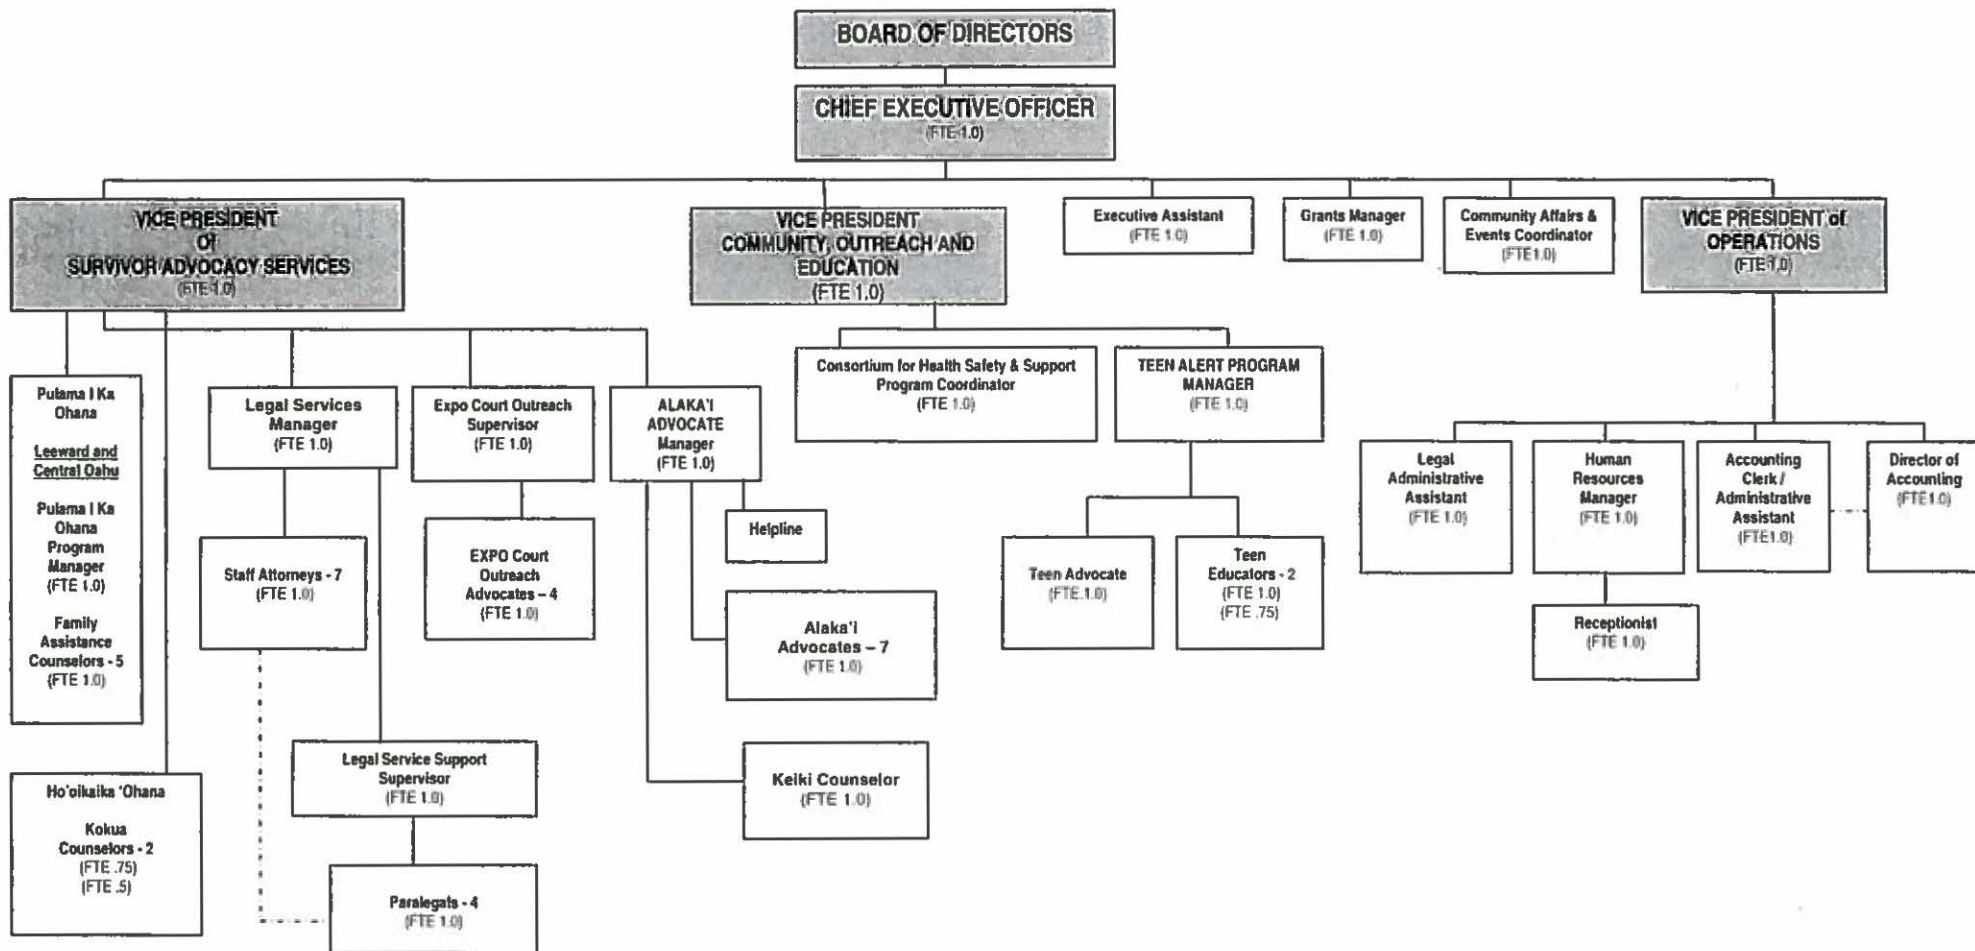 BOARD OF DIRECTORS
CHIEF EXECUTIVE OFFICER
(FTE 1.0)
VICE PRESIDENT
Of
SURVIVOR ADVOCACY SERVICES
(FTE 1.0)
VICE PRESIDENT
COMMUNITY, OUTREACH AND
EDUCATION
(FTE 1.0)
Executive Assistant
(FTE 1.0)
Grants Manager
(FTE 1.0)
Community Affairs &
Events Coordinator
(FTE1.0)
VICE PRESIDENT of
OPERATIONS
(FTE 1.0)
Pulama I Ka
Ohana
Leeward and
Central Oahu
Pulama I Ka
Ohana
Program
Manager
(FTE 1.0)
Family
Assistance
Counselors - 5
(FTE 1.0)
Legal Services
Manager
(FTE 1.0)
Expo Court Outreach
Supervisor
(FTE 1.0)
ALAKA'I
ADVOCATE
Manager
(FTE 1.0)
Consortium for Health Safety & Support
Program Coordinator
(FTE 1.0)
TEEN ALERT PROGRAM
MANAGER
(FTE 1.0)
Legal
Administrative
Assistant
(FTE 1.0)
Human
Resources
Manager
(FTE 1.0)
Accounting
Clerk /
Administrative
Assistant
(FTE1.0)
Director of
Accounting
(FTE1.0)
Staff Attorneys - 7
(FTE 1.0)
EXPO Court
Outreach
Advocates – 4
(FTE 1.0)
Helpline
Alaka'i
Advocates – 7
(FTE 1.0)
Teen Advocate
(FTE.1.0)
Teen
Educators - 2
(FTE 1.0)
(FTE .75)
Receptionist
(FTE 1.0)
Legal Service Support
Supervisor
(FTE 1.0)
Keiki Counselor
(FTE 1.0)
Ho'oikaika 'Ohana
Kokua
Counselors - 2
(FTE .75)
(FTE .5)
Paralegals - 4
(FTE 1.0)